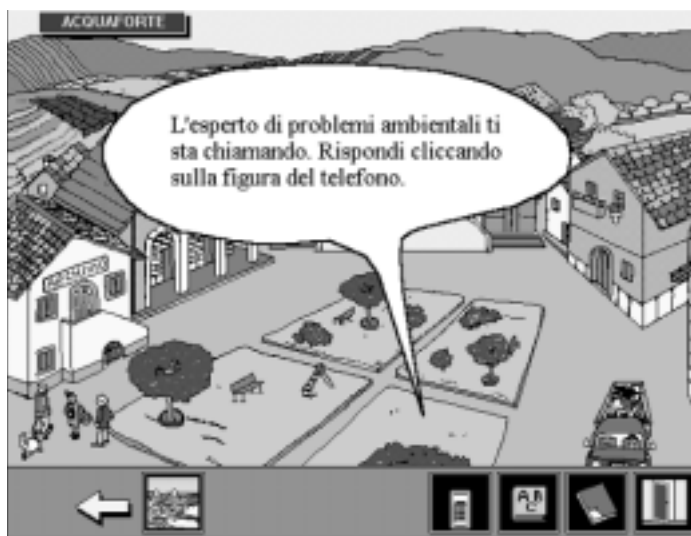 ACQUAFORTE
L'esperto di problemi ambientali ti
sta chiamando. Rispondi cliccando
sulla figura del telefono.
A B
C